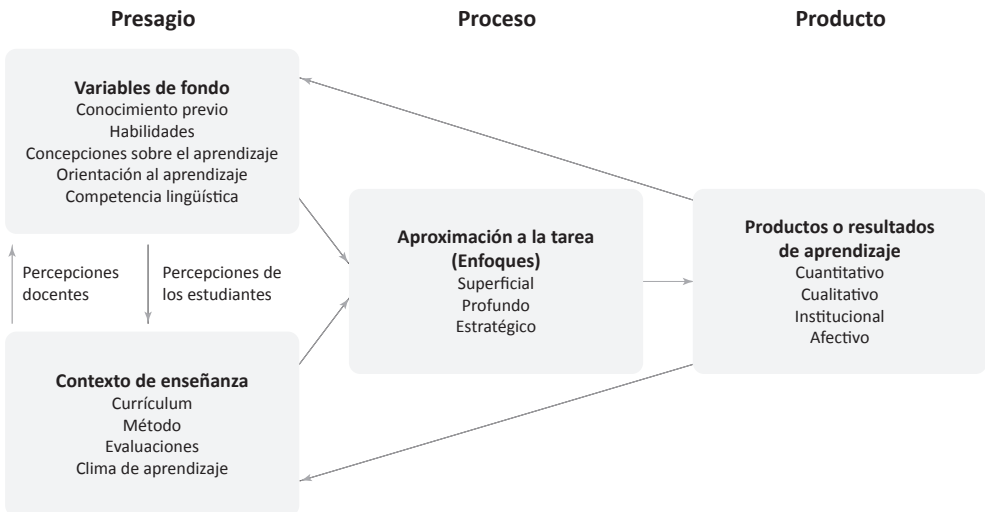 Presagio
Proceso
Producto
Variables de fondo
Conocimiento previo
Habilidades
Concepciones sobre el aprendizaje
Orientación al aprendizaje
Competencia lingüística
Percepciones
docentes
Percepciones de
los estudiantes
Contexto de enseñanza
Currículum
Método
Evaluaciones
Clima de aprendizaje
Aproximación a la tarea
(Enfoques)
Superficial
Profundo
Estratégico
Productos o resultados
de aprendizaje
Cuantitativo
Cualitativo
Institucional
Afectivo